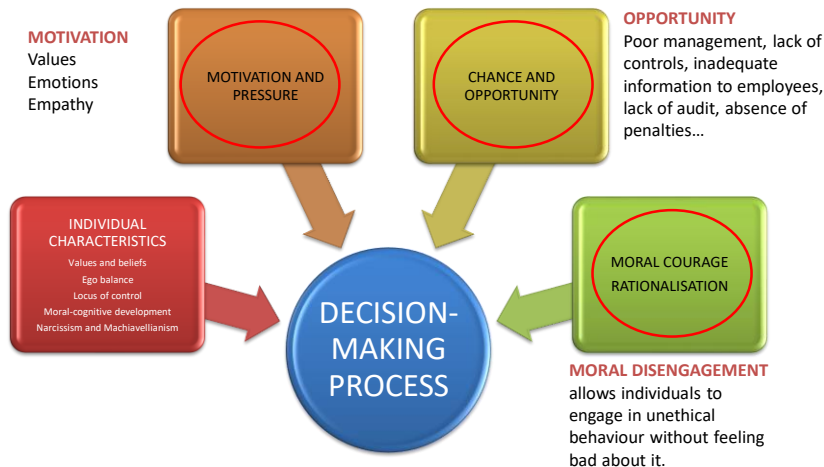 MOTIVATION
Values
Emotions
Empathy
MOTIVATION AND
PRESSURE
CHANCE AND
OPPORTUNITY
OPPORTUNITY
Poor management, lack of
controls, inadequate
information to employees,
lack of audit, absence of
penalties…
INDIVIDUAL
CHARACTERISTICS
Values and beliefs
Ego balance
Locus of control
Moral-cognitive development
Narcissism and Machiavellianism
DECISION-
MAKING
PROCESS
MORAL COURAGE
RATIONALISATION
MORAL DISENGAGEMENT
allows individuals to
engage in unethical
behaviour without feeling
bad about it.